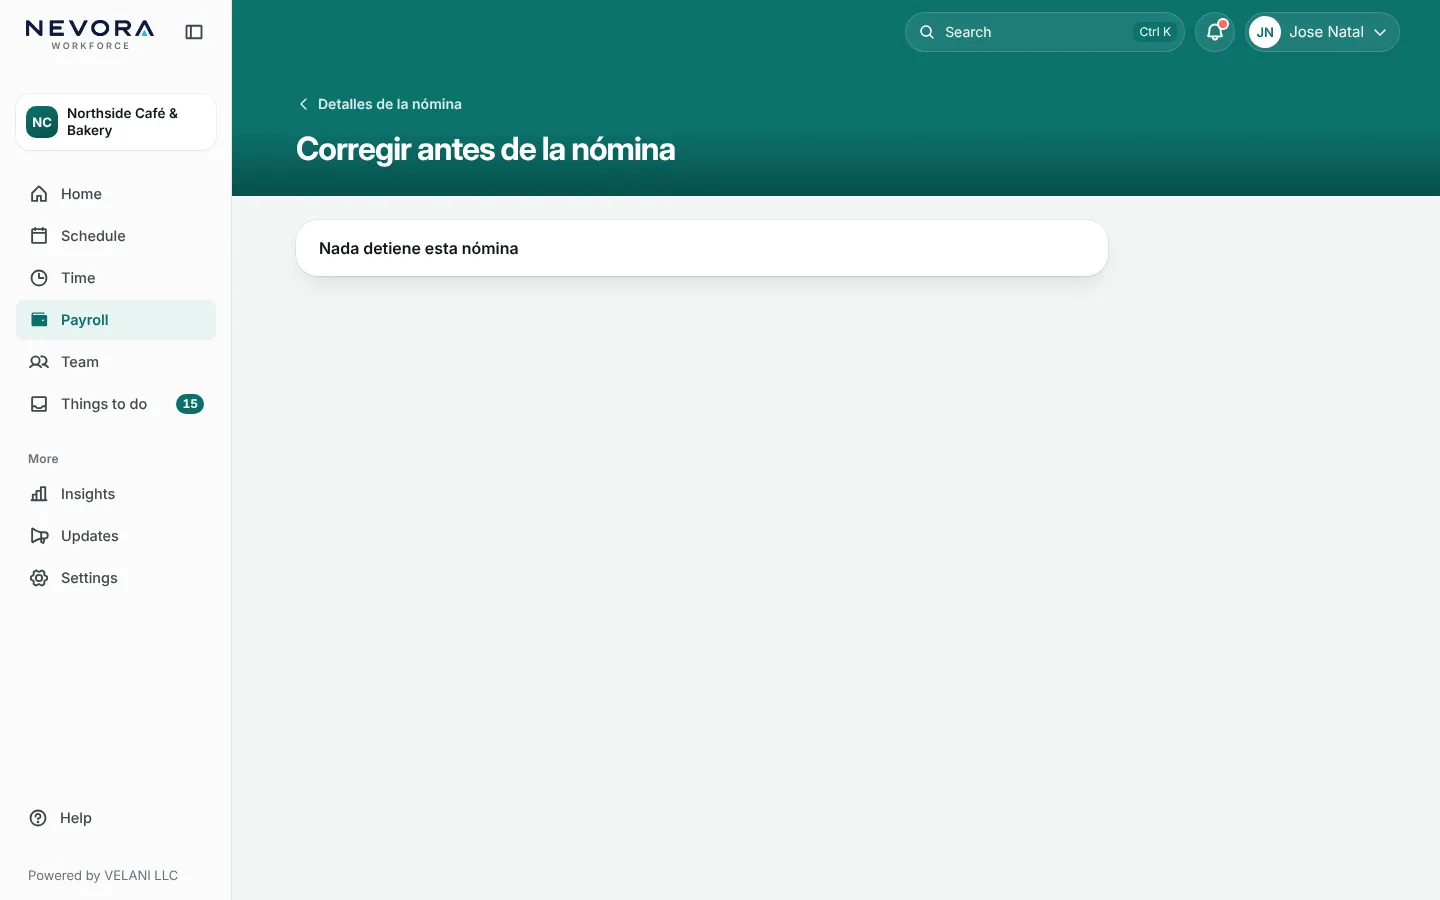 NEVORA
WORKFORCE
Search
Ctrl K
JN
Jose Natal
NC
Northside Café &
Bakery
Detalles de la nómina
Corregir antes de la nómina
Nada detiene esta nómina
Home
Schedule
Time
Payroll
Team
Things to do
15
More
Insights
Updates
Settings
Help
Powered by VELANI LLC